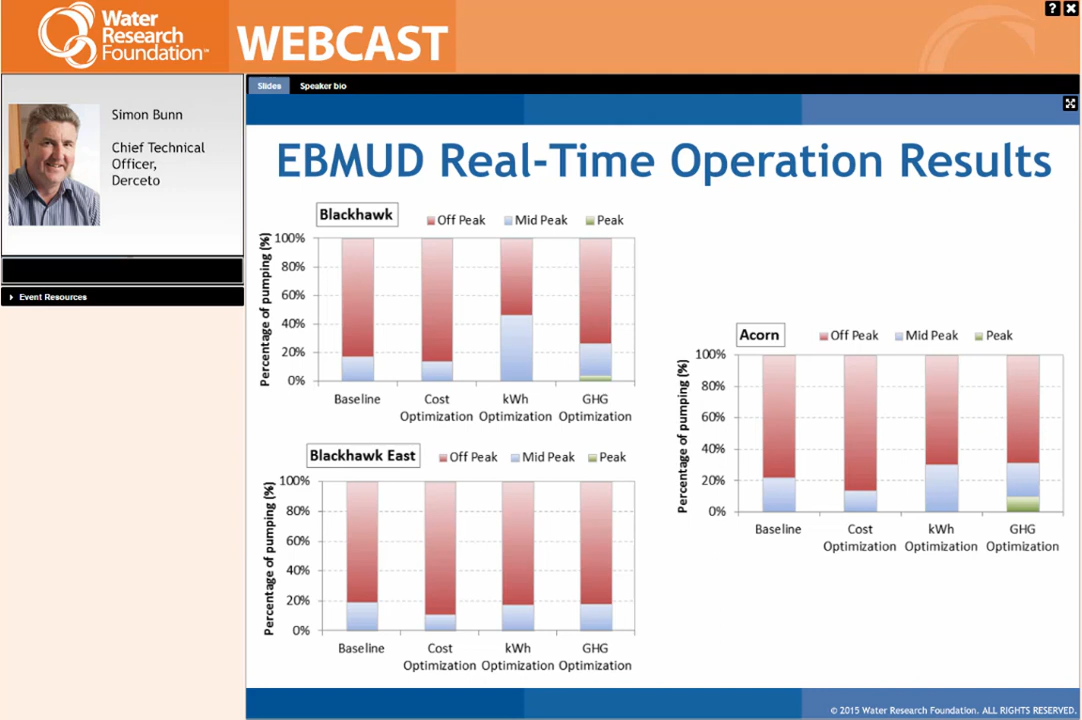 Water
Research
Foundation™
WEBCAST
? X
Simon Bunn
Chief Technical
Officer,
Derceto
Event Resources
Slides Speaker bio
EBMUD Real-Time Operation Results
Blackhawk
Off Peak Mid Peak Peak
Percentage of pumping (%)
100%
80%
60%
40%
20%
0%
Baseline Cost Optimization kWh Optimization GHG Optimization
Blackhawk East
Off Peak Mid Peak Peak
Percentage of pumping (%)
100%
80%
60%
40%
20%
0%
Baseline Cost Optimization kWh Optimization GHG Optimization
Acorn
Off Peak Mid Peak Peak
Percentage of pumping (%)
100%
80%
60%
40%
20%
0%
Baseline Cost Optimization kWh Optimization GHG Optimization
© 2015 Water Research Foundation. ALL RIGHTS RESERVED.